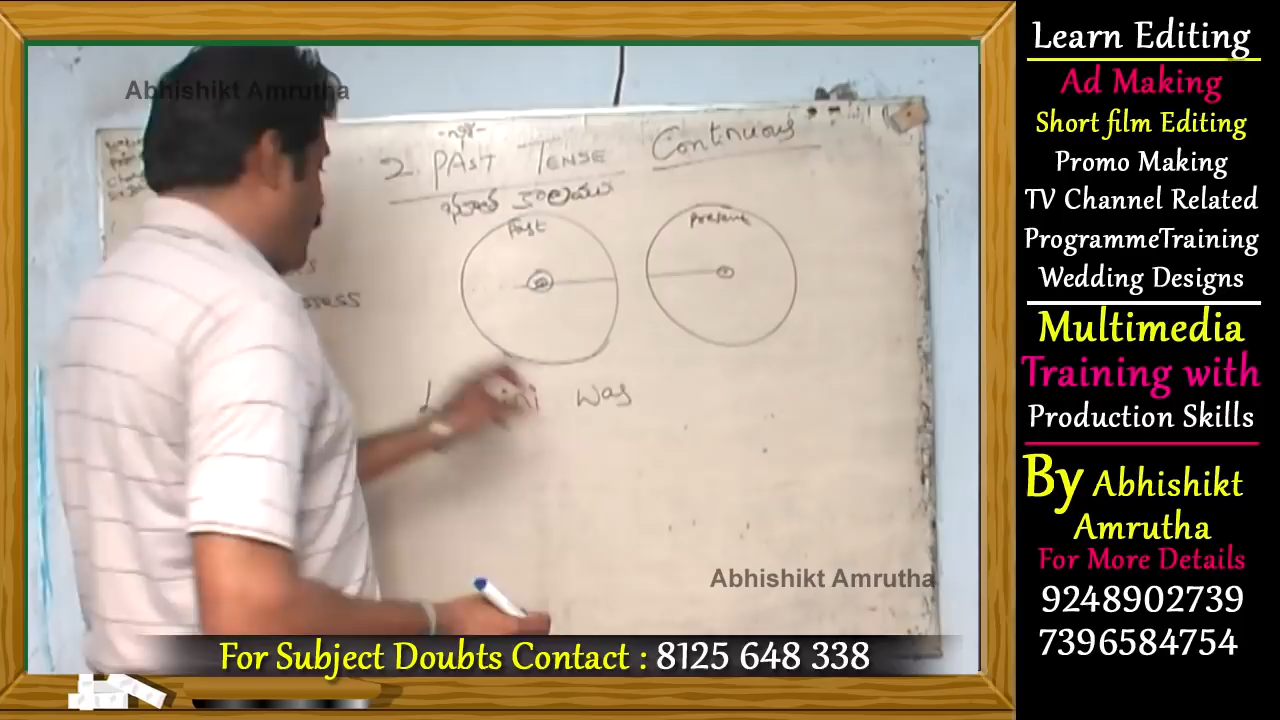 Abhishikt Amrutha
2. PAST TENSE Continuous
భూత కాలము
Past
Present
was
Abhishikt Amrutha
For Subject Doubts Contact : 8125 648 338
Learn Editing
Ad Making
Short film Editing
Promo Making
TV Channel Related
ProgrammeTraining
Wedding Designs
Multimedia
Training with
Production Skills
By Abhishikt
Amrutha
For More Details
9248902739
7396584754